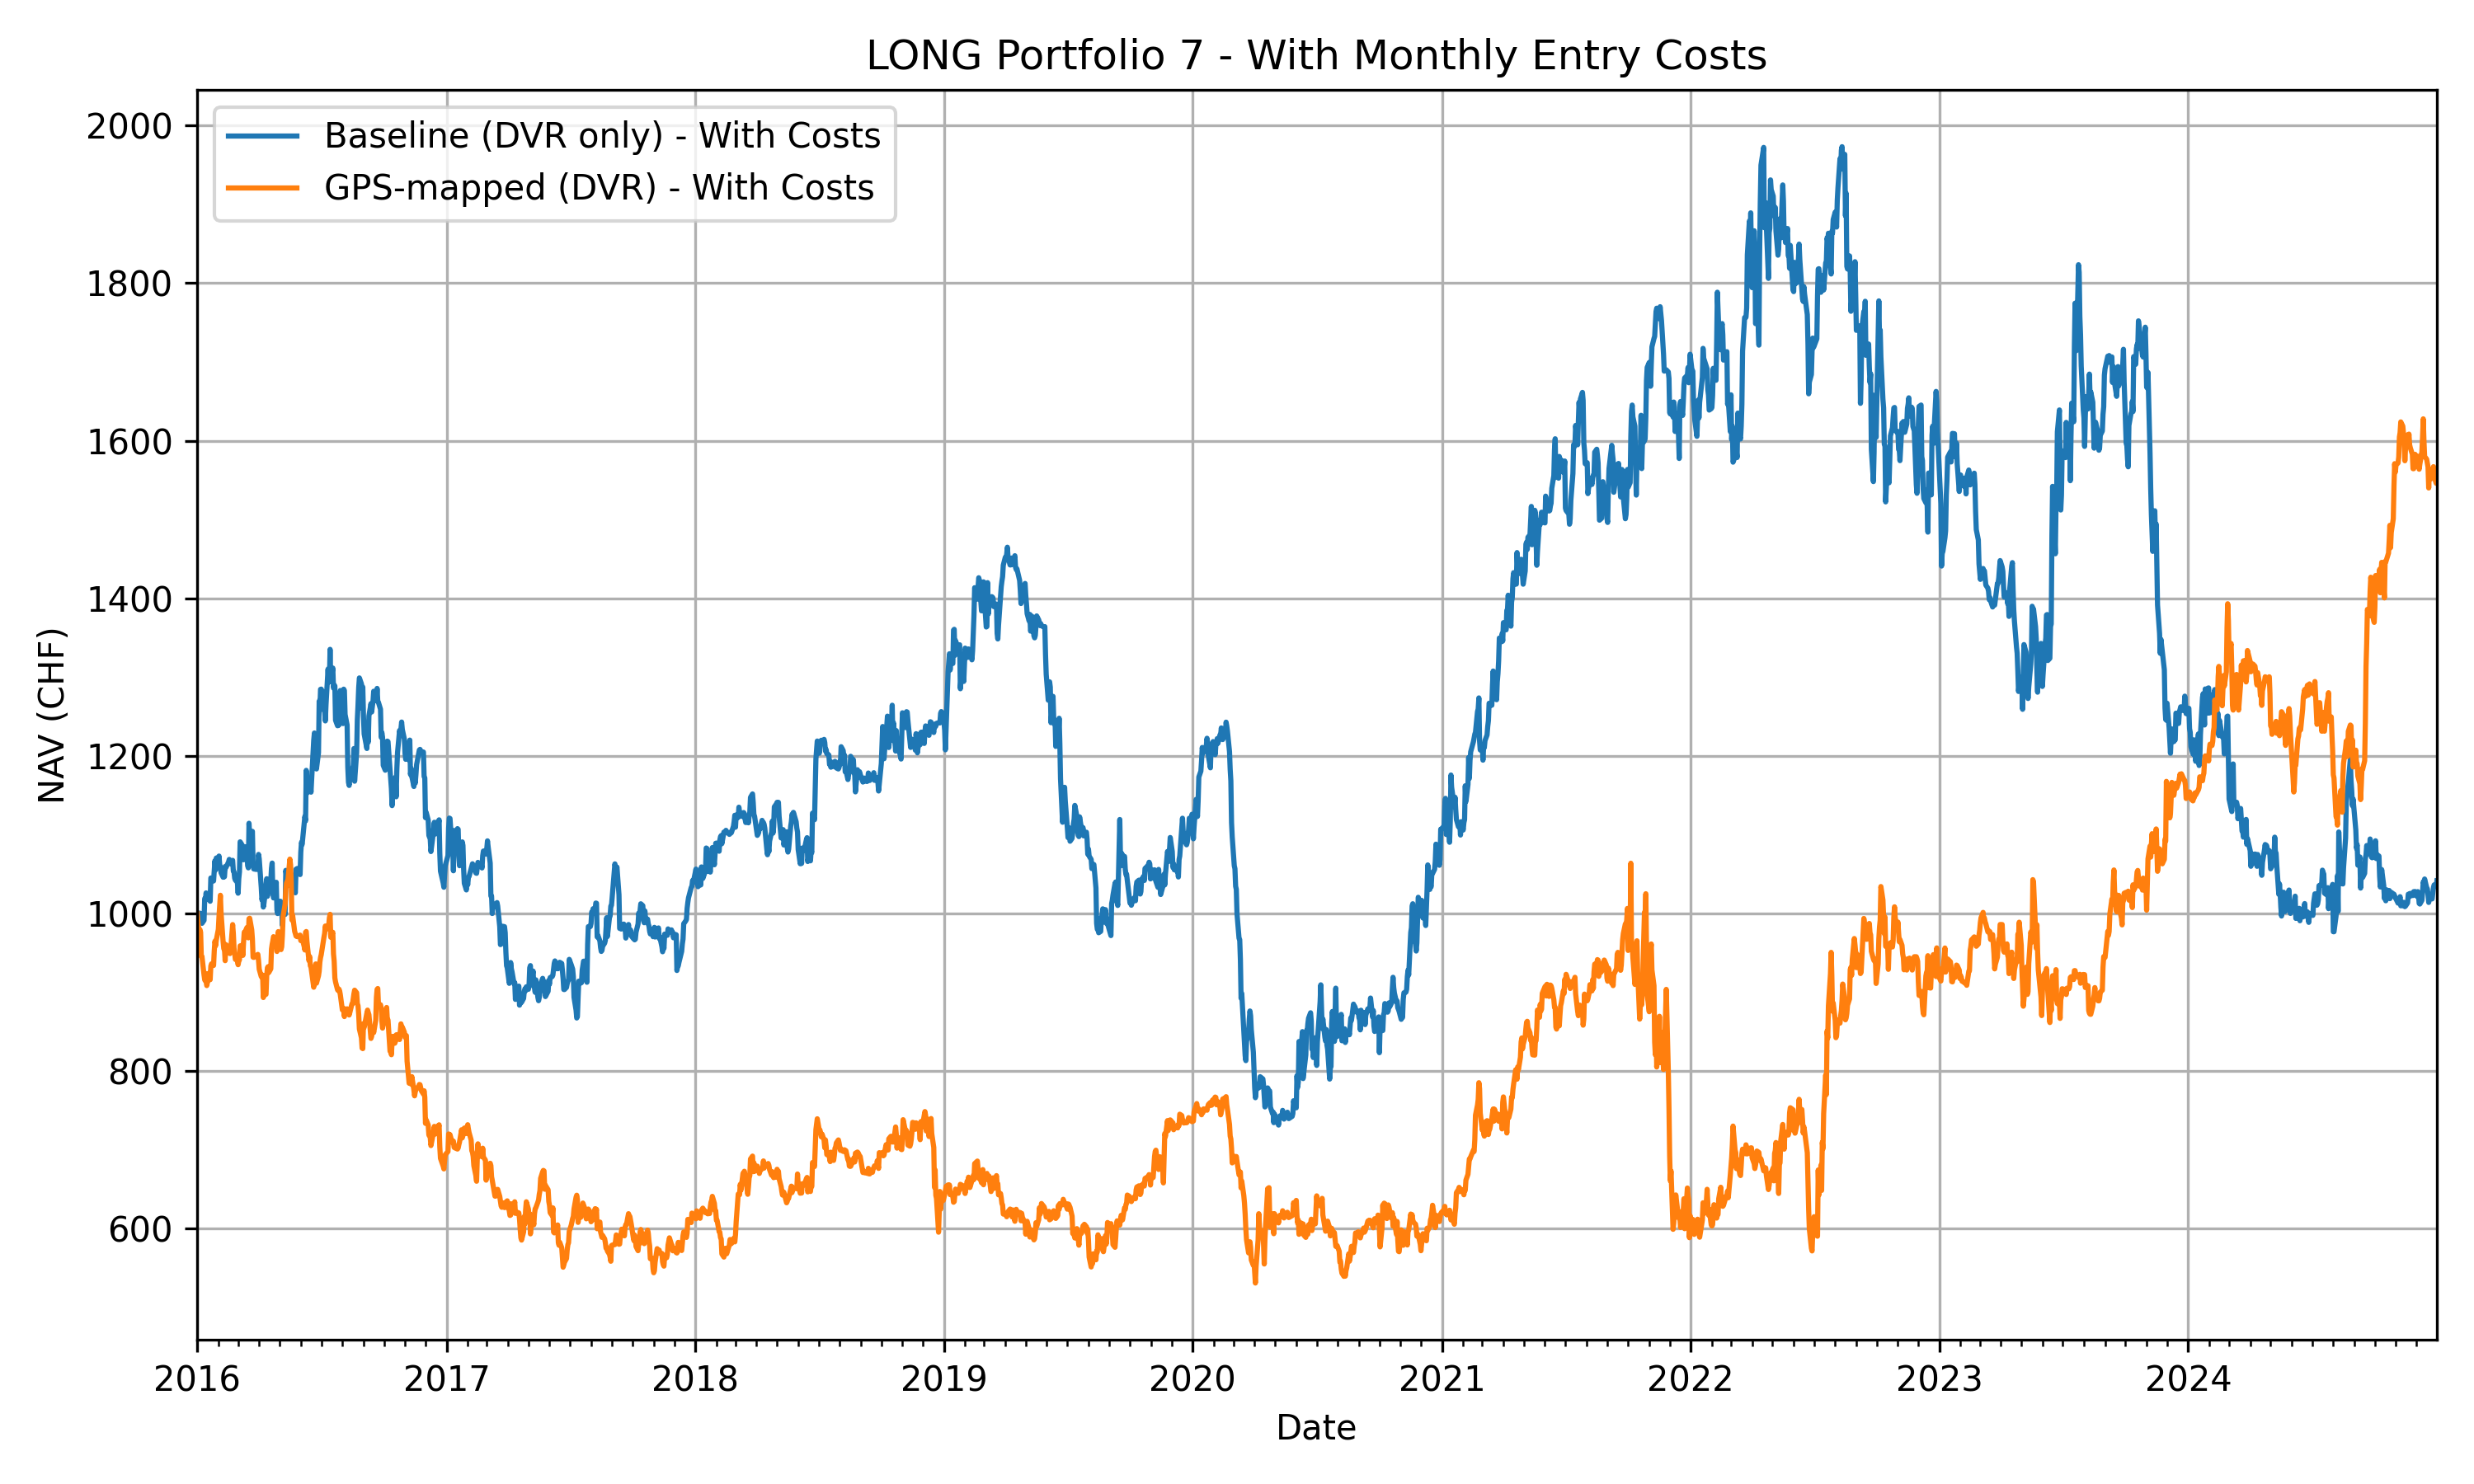 LONG Portfolio 7 - With Monthly Entry Costs
Baseline (DVR only) - With Costs
GPS-mapped (DVR) - With Costs
2000
1800
1600
1400
1200
1000
800
600
NAV (CHF)
2016 2017 2018 2019 2020 2021 2022 2023 2024
Date